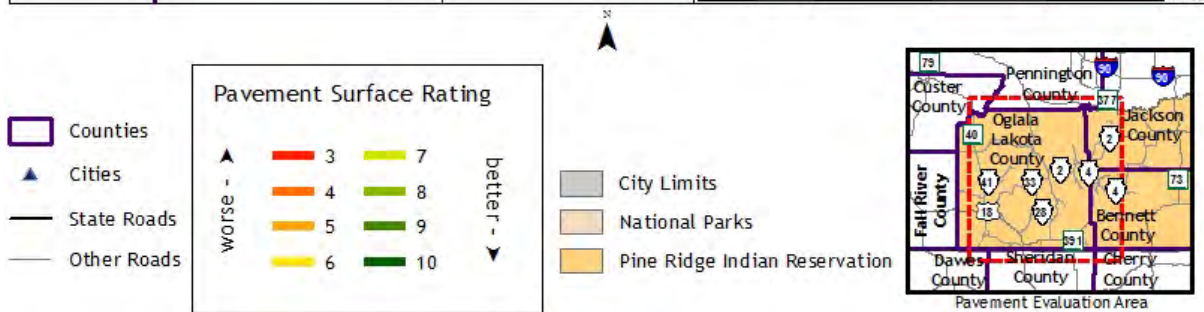 N
Counties
Cities
State Roads
Other Roads
Pavement Surface Rating
worse -
3
4
5
6
7
8
9
10
better -
City Limits
National Parks
Pine Ridge Indian Reservation
79
90
90
Pennington
County
Custer
County
377
Oglala
Lakota
County
Jackson
County
40
2
2
4
73
41
33
4
Fall River
County
18
28
Bennett
County
391
Dawes
County
Sheridan
County
Cherry
County
Pavement Evaluation Area